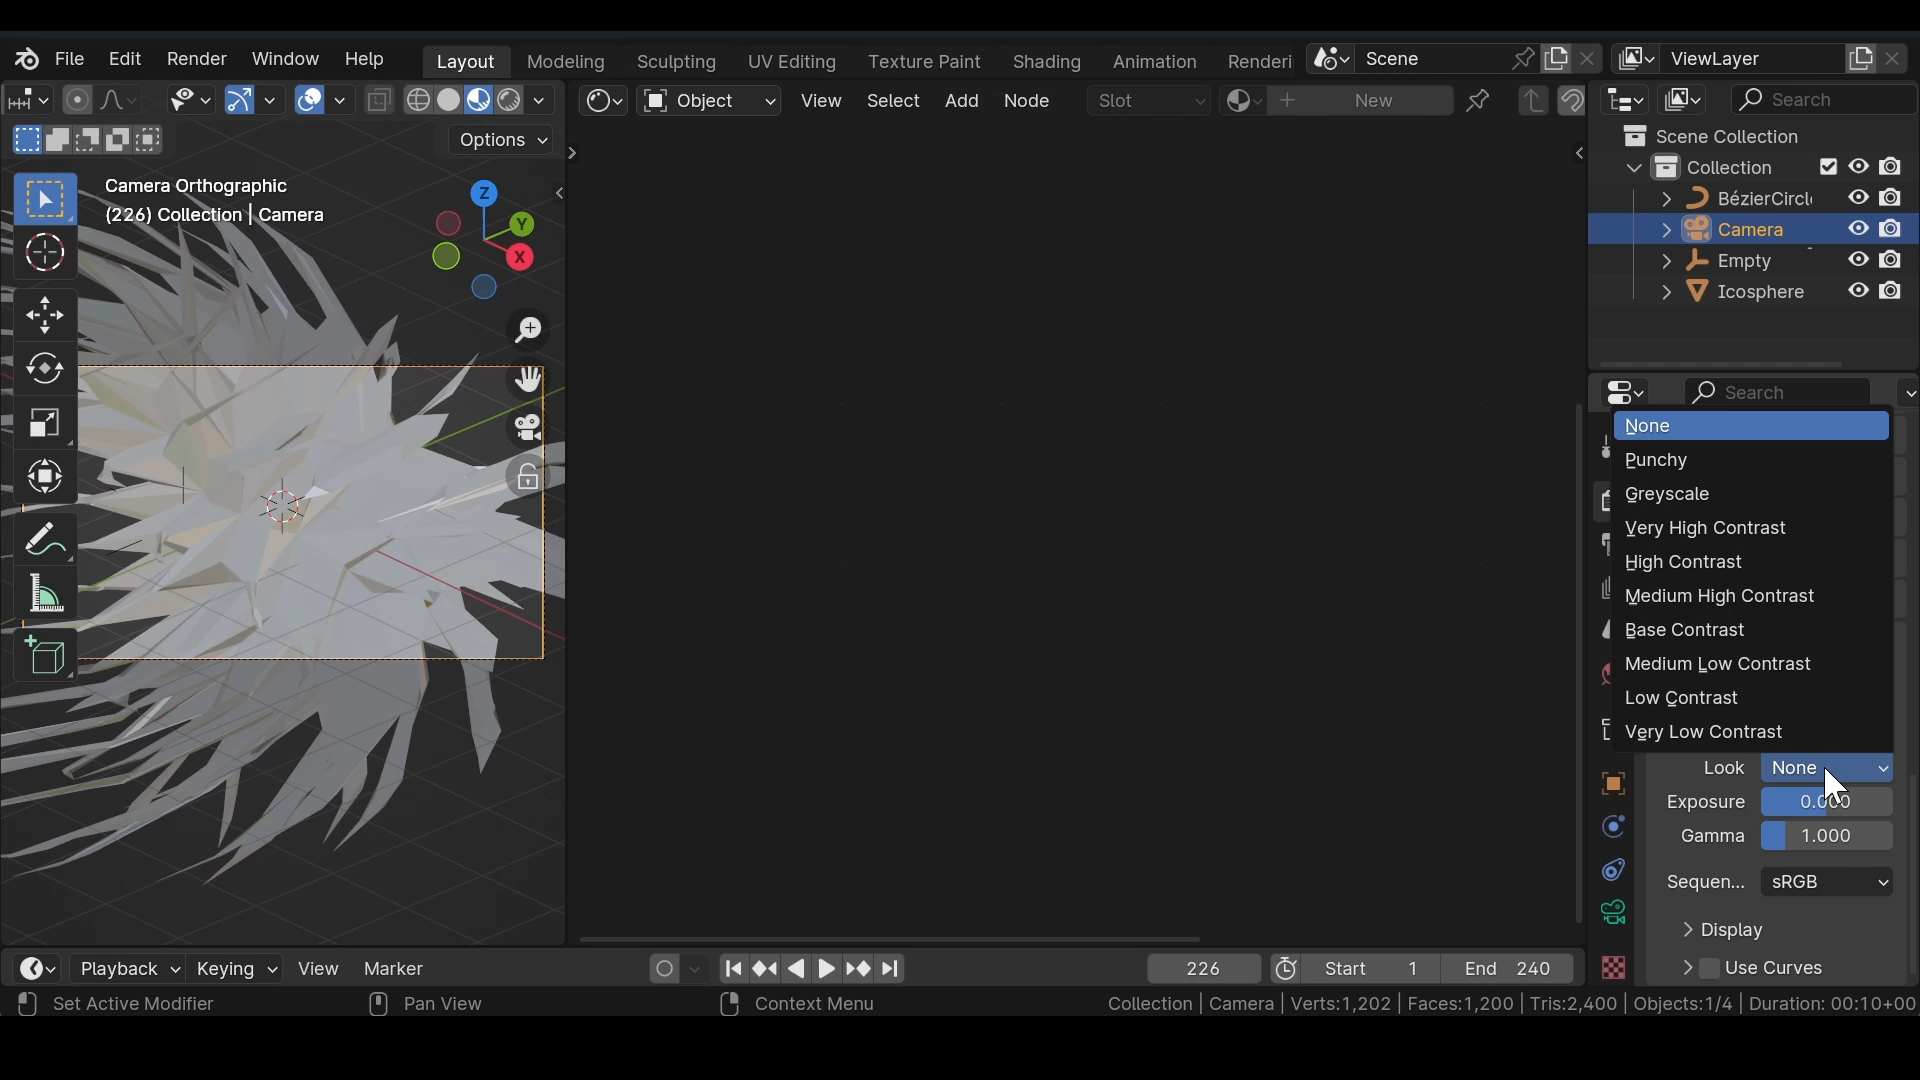 File Edit Render Window Help Layout Modeling Sculpting UV Editing Texture Paint Shading Animation Renderi Scene ViewLayer
Object View Select Add Node Slot New Search
Options
Camera Orthographic
(226) Collection | Camera
Z
Y
X
Scene Collection
Collection
BézierCircl
Camera
Empty
Icosphere
Search
None
Punchy
Greyscale
Very High Contrast
High Contrast
Medium High Contrast
Base Contrast
Medium Low Contrast
Low Contrast
Very Low Contrast
Look None
Exposure 0.000
Gamma 1.000
Sequen... sRGB
Display
Use Curves
Playback Keying View Marker 226 Start 1 End 240
Set Active Modifier Pan View Context Menu Collection | Camera | Verts:1,202 | Faces:1,200 | Tris:2,400 | Objects:1/4 | Duration: 00:10+00